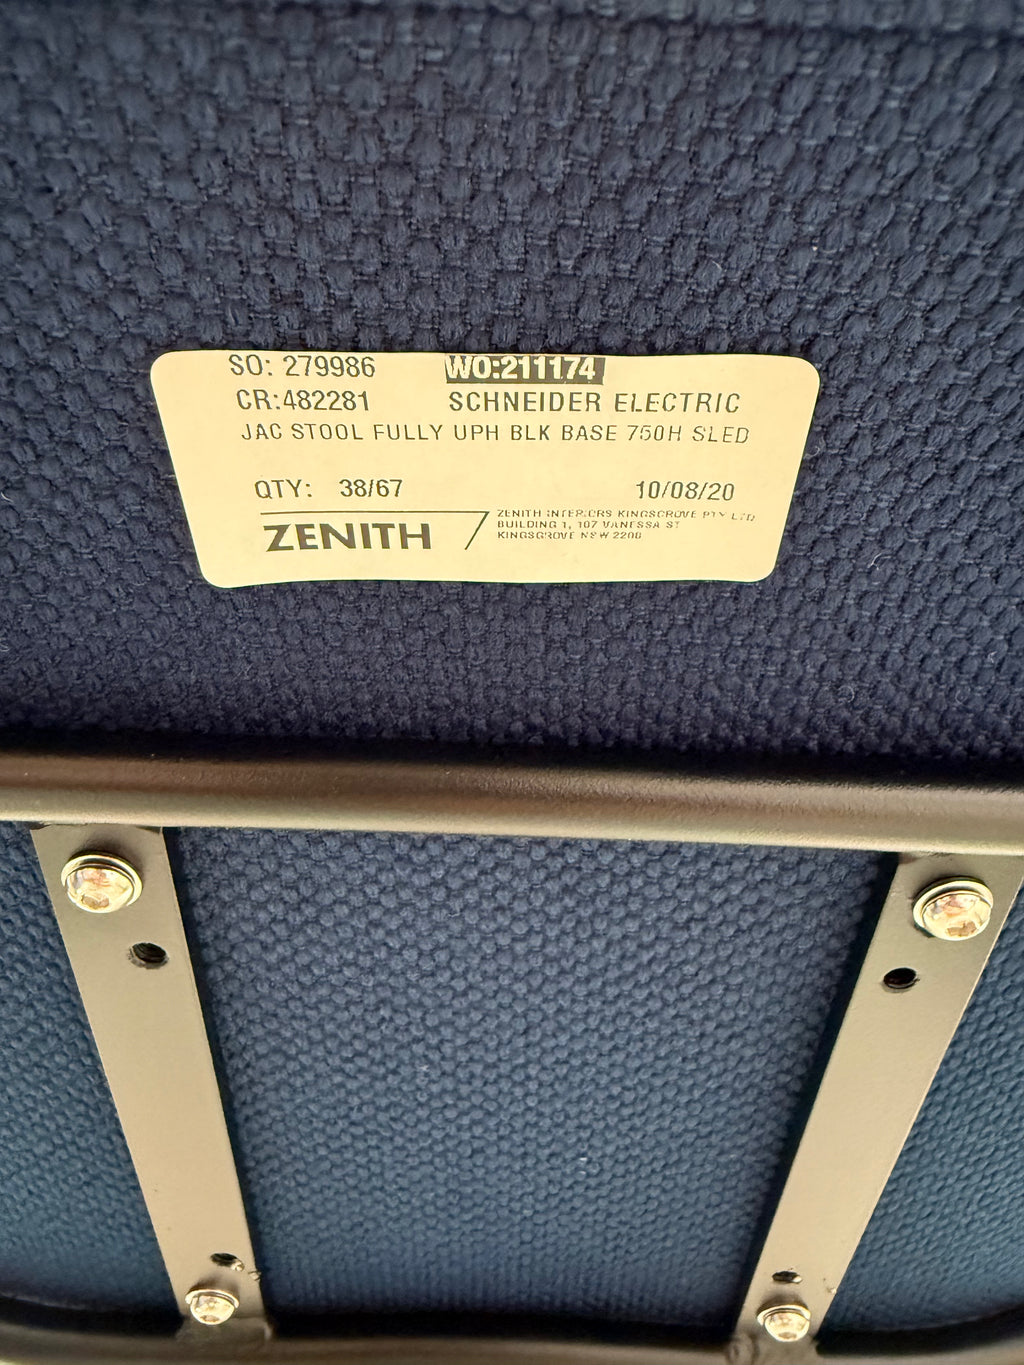 SO: 279986 WO:211174
CR:482281 SCHNEIDER ELECTRIC
JAC STOOL FULLY UPH BLK BASE 750H SLED
QTY: 38/67 10/08/20
ZENITH
ZENITH INTERIORS KINGSGROVE PTY LTD
BUILDING 1, 107 VANESSA ST
KINGSGROVE NSW 2208